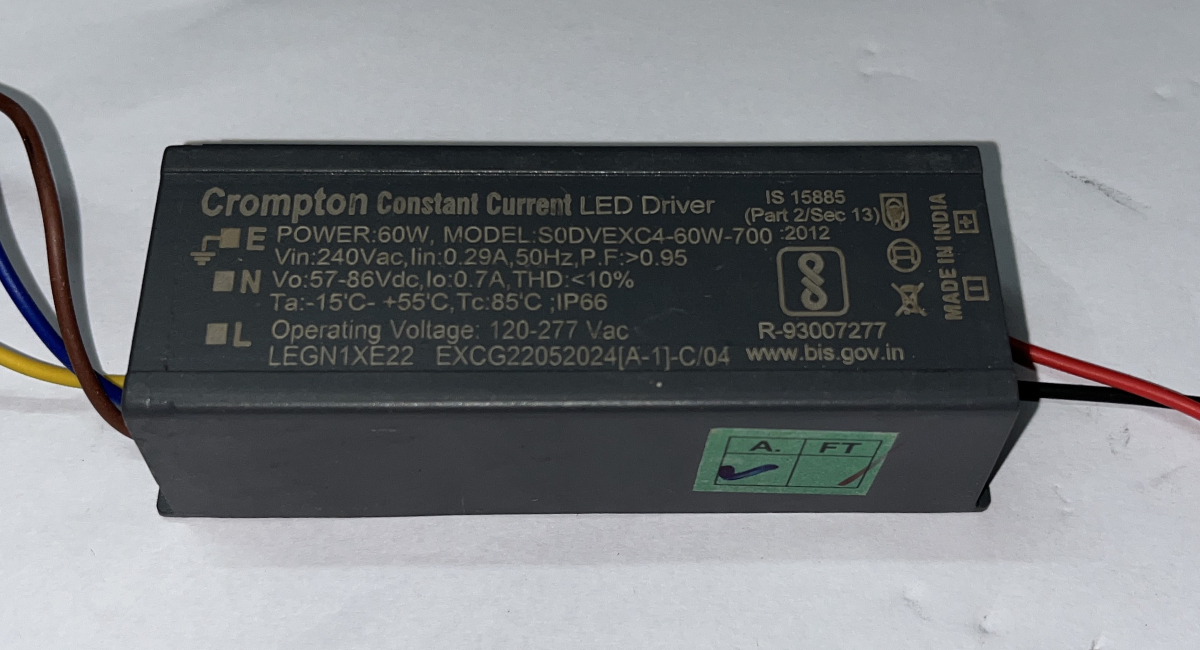 Crompton Constant Current LED Driver
IS 15885
(Part 2/Sec 13)
:2012
E
POWER:60W, MODEL:S0DVEXC4-60W-700
Vin:240Vac,Iin:0.29A,50Hz,P.F:>0.95
N
Vo:57-86Vdc,Io:0.7A,THD:<10%
Ta:-15'C- +55'C,Tc:85'C ;IP66
L
Operating Voltage: 120-277 Vac
LEGN1XE22 EXCG22052024[A-1]-C/04
R-93007277
www.bis.gov.in
MADE IN INDIA
+
-
A. FT